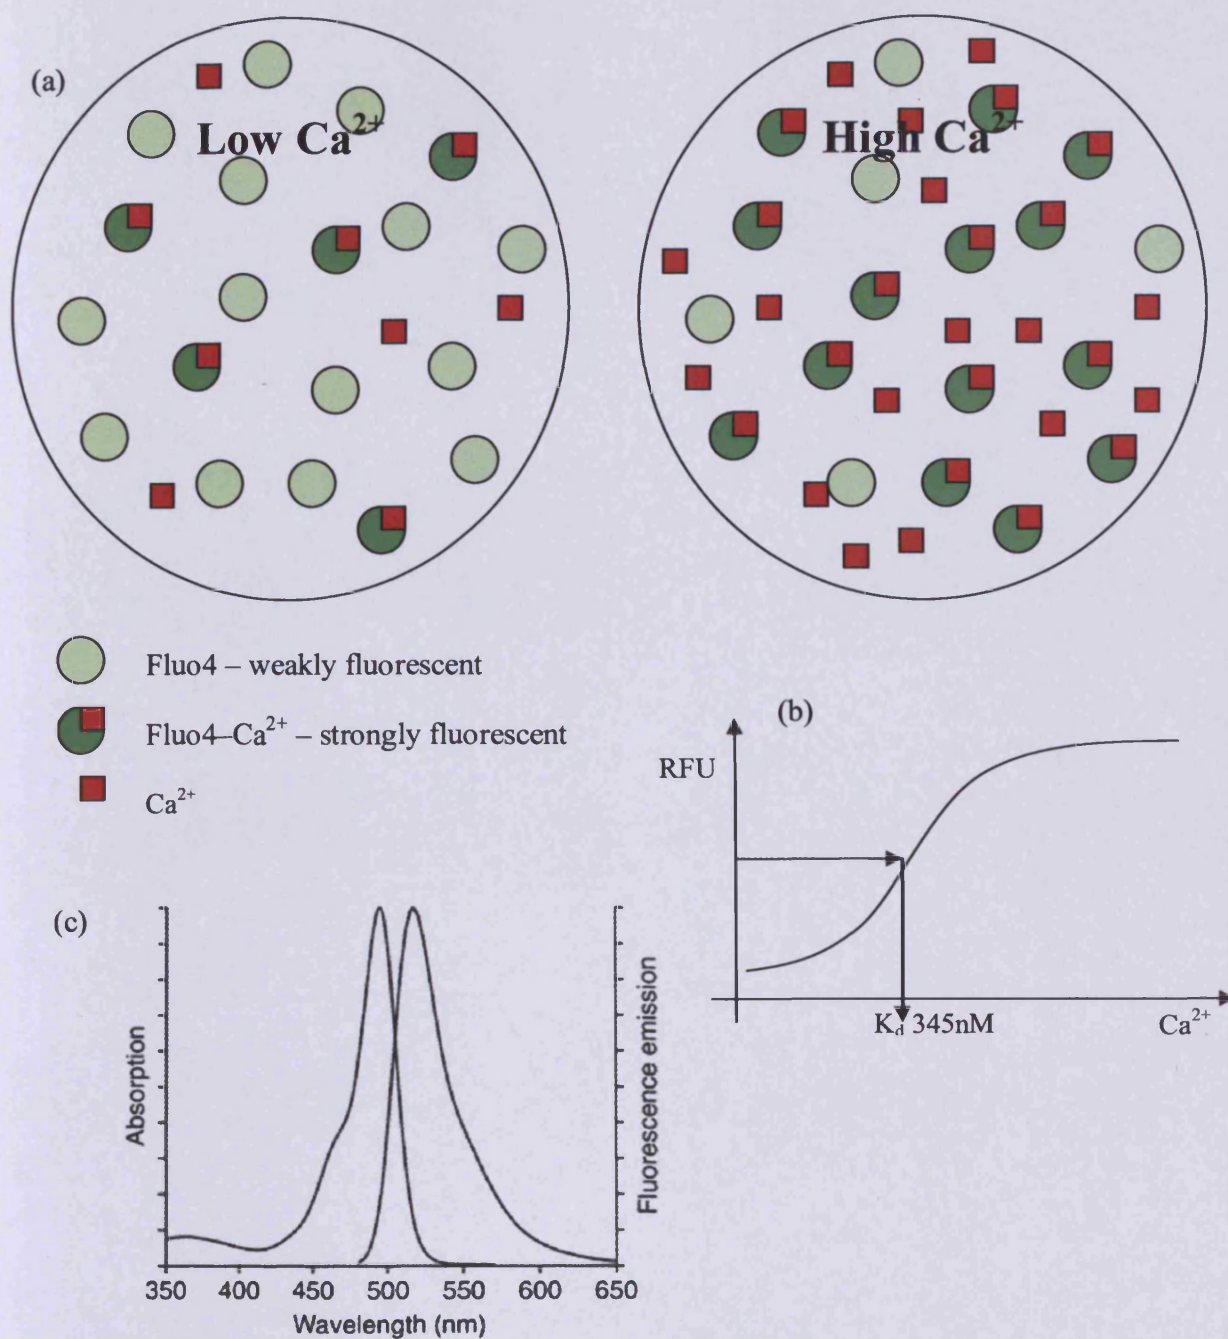 (a)
Low Ca²⁺
High Ca²⁺
Fluo4 – weakly fluorescent
Fluo4–Ca²⁺ – strongly fluorescent
Ca²⁺
(b)
RFU
K_d 345nM
Ca²⁺
(c)
Absorption
Fluorescence emission
350 400 450 500 550 600 650
Wavelength (nm)